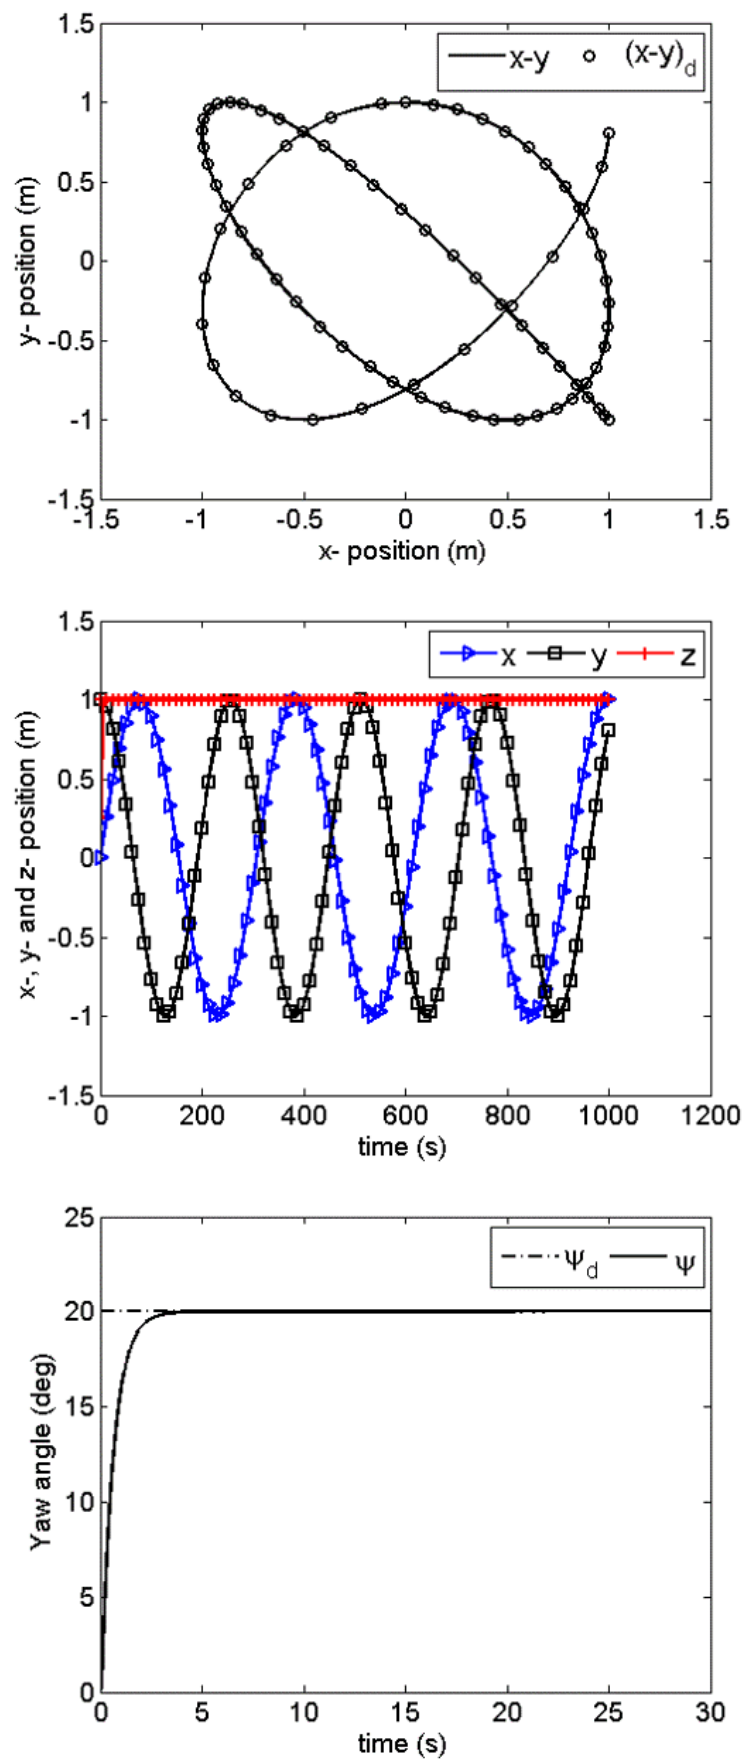 1.5
x-y (x-y)d
1
0.5
0
-0.5
-1
-1.5
y- position (m)
-1.5 -1 -0.5 0 0.5 1 1.5
x- position (m)
1.5
x y z
1
0.5
0
-0.5
-1
-1.5
x-, y- and z- position (m)
0 200 400 600 800 1000 1200
time (s)
25
ψd ψ
20
15
10
5
0
Yaw angle (deg)
0 5 10 15 20 25 30
time (s)